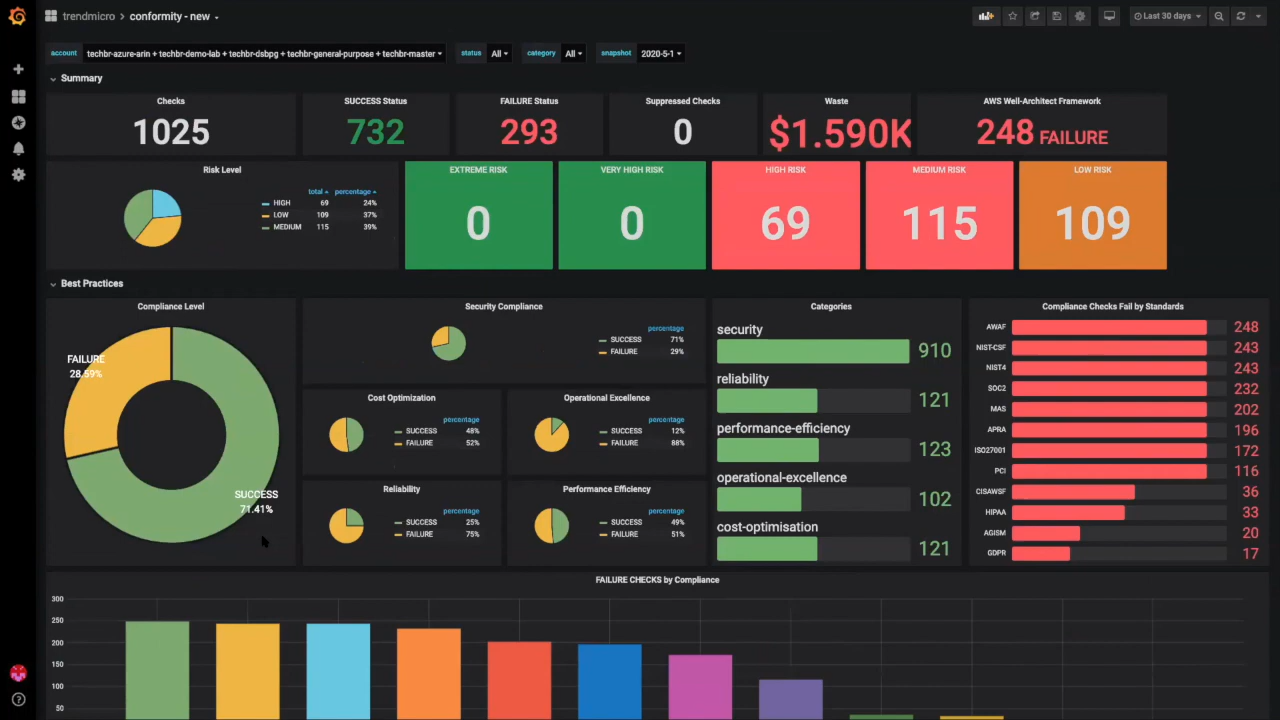 trendmicro > conformity - new
Last 30 days
account techbr-azure-arin + techbr-demo-lab + techbr-dsbpg + techbr-general-purpose + techbr-master status All category All snapshot 2020-5-1
Summary
Checks
1025
SUCCESS Status
732
FAILURE Status
293
Suppressed Checks
0
Waste
$1.590K
AWS Well-Architect Framework
248 FAILURE
Risk Level
total percentage
HIGH 69 24%
LOW 109 37%
MEDIUM 115 39%
EXTREME RISK
0
VERY HIGH RISK
0
HIGH RISK
69
MEDIUM RISK
115
LOW RISK
109
Best Practices
Compliance Level
FAILURE
28.59%
SUCCESS
71.41%
Security Compliance
percentage
SUCCESS 71%
FAILURE 29%
Cost Optimization
percentage
SUCCESS 48%
FAILURE 52%
Operational Excellence
percentage
SUCCESS 12%
FAILURE 88%
Reliability
percentage
SUCCESS 25%
FAILURE 75%
Performance Efficiency
percentage
SUCCESS 49%
FAILURE 51%
Categories
security
910
reliability
121
performance-efficiency
123
operational-excellence
102
cost-optimisation
121
Compliance Checks Fail by Standards
AWAF 248
NIST-CSF 243
NIST4 243
SOC2 232
MAS 202
APRA 196
ISO27001 172
PCI 116
CISAWSF 36
HIPAA 33
AGISM 20
GDPR 17
FAILURE CHECKS by Compliance
300
250
200
150
100
50